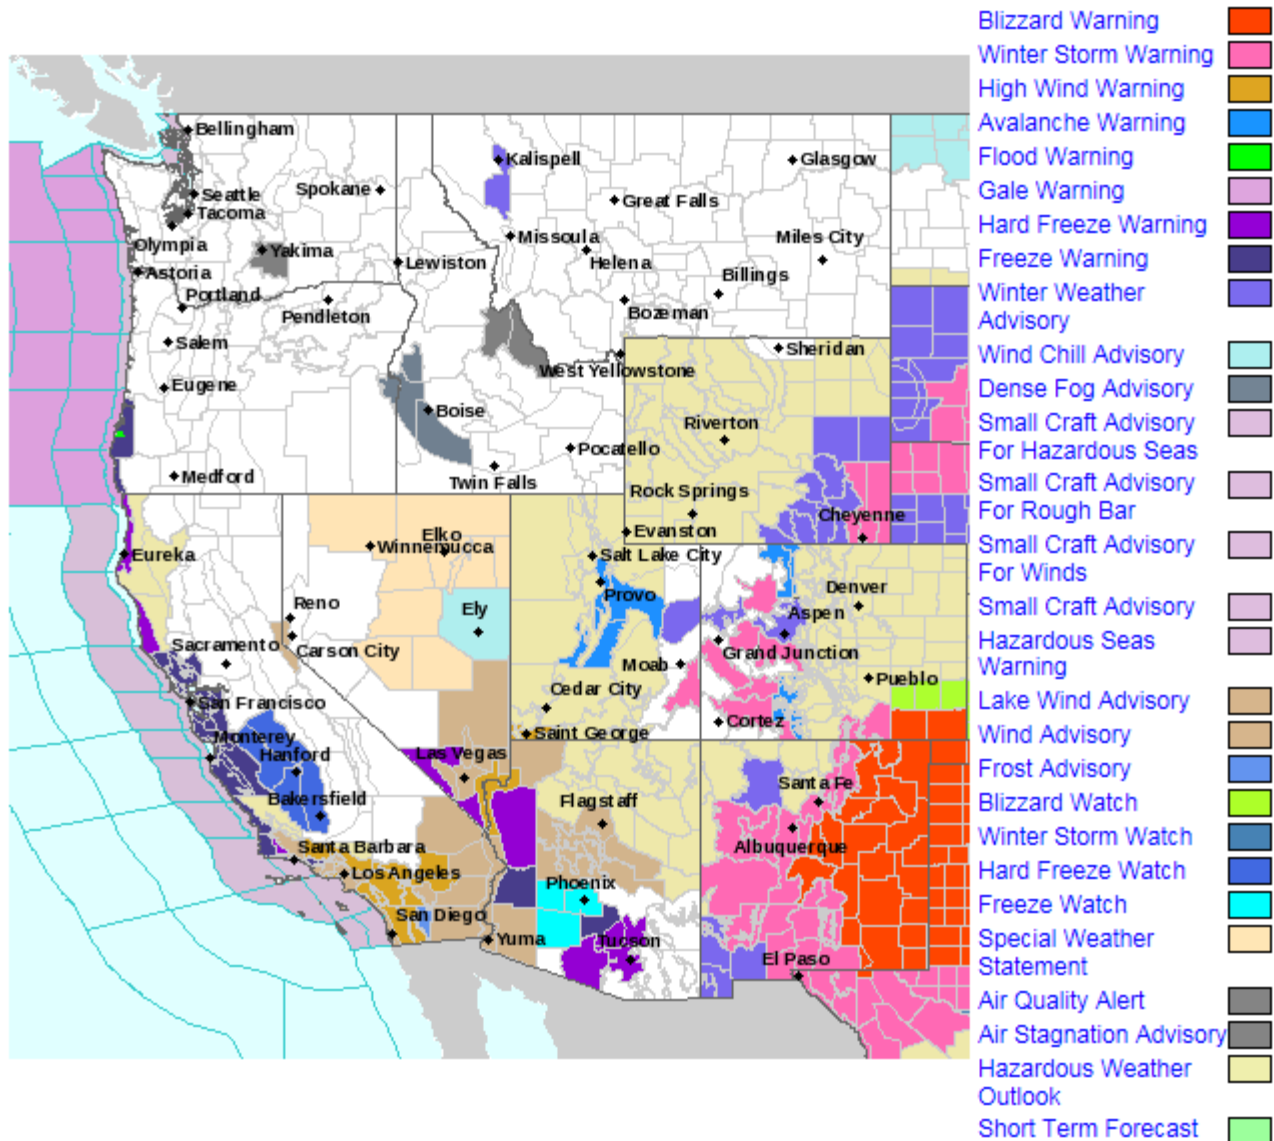 Bellingham
Kalispell
Glasgow
Seattle
Spokane
Great Falls
Tacoma
Olympia
Yakima
Missoula
Miles City
Astoria
Lewiston
Helena
Billings
Portland
Pendleton
Bozeman
Salem
Sheridan
West Yellowstone
Eugene
Boise
Riverton
Pocatello
Medford
Twin Falls
Rock Springs
Cheyenne
Evanston
Elko
Winnemucca
Eureka
Salt Lake City
Provo
Denver
Reno
Ely
Aspen
Sacramento
Carson City
Moab
Grand Junction
Pueblo
Cedar City
San Francisco
Cortez
Monterey
Saint George
Hanford
Las Vegas
Santa Fe
Bakersfield
Flagstaff
Santa Barbara
Albuquerque
Los Angeles
Phoenix
San Diego
Yuma
Tucson
El Paso
Blizzard Warning
Winter Storm Warning
High Wind Warning
Avalanche Warning
Flood Warning
Gale Warning
Hard Freeze Warning
Freeze Warning
Winter Weather
Advisory
Wind Chill Advisory
Dense Fog Advisory
Small Craft Advisory
For Hazardous Seas
Small Craft Advisory
For Rough Bar
Small Craft Advisory
For Winds
Small Craft Advisory
Hazardous Seas
Warning
Lake Wind Advisory
Wind Advisory
Frost Advisory
Blizzard Watch
Winter Storm Watch
Hard Freeze Watch
Freeze Watch
Special Weather
Statement
Air Quality Alert
Air Stagnation Advisory
Hazardous Weather
Outlook
Short Term Forecast